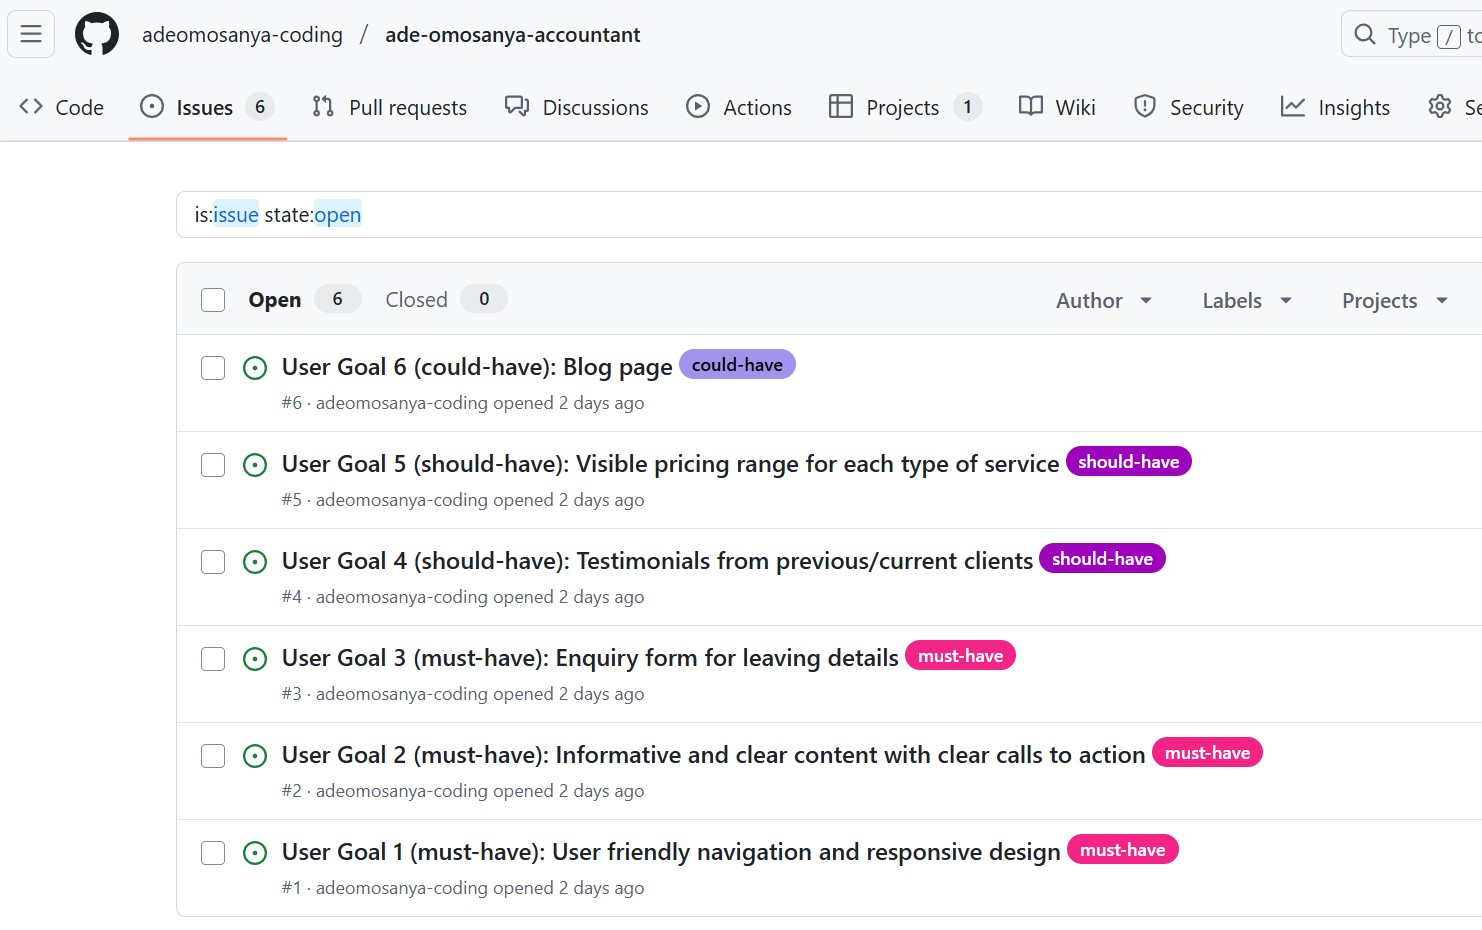 adeomosanya-coding / ade-omosanya-accountant
Type / to
Code Issues 6 Pull requests Discussions Actions Projects 1 Wiki Security Insights Se
is:issue state:open
Open 6 Closed 0 Author Labels Projects
User Goal 6 (could-have): Blog page could-have
#6 · adeomosanya-coding opened 2 days ago
User Goal 5 (should-have): Visible pricing range for each type of service should-have
#5 · adeomosanya-coding opened 2 days ago
User Goal 4 (should-have): Testimonials from previous/current clients should-have
#4 · adeomosanya-coding opened 2 days ago
User Goal 3 (must-have): Enquiry form for leaving details must-have
#3 · adeomosanya-coding opened 2 days ago
User Goal 2 (must-have): Informative and clear content with clear calls to action must-have
#2 · adeomosanya-coding opened 2 days ago
User Goal 1 (must-have): User friendly navigation and responsive design must-have
#1 · adeomosanya-coding opened 2 days ago